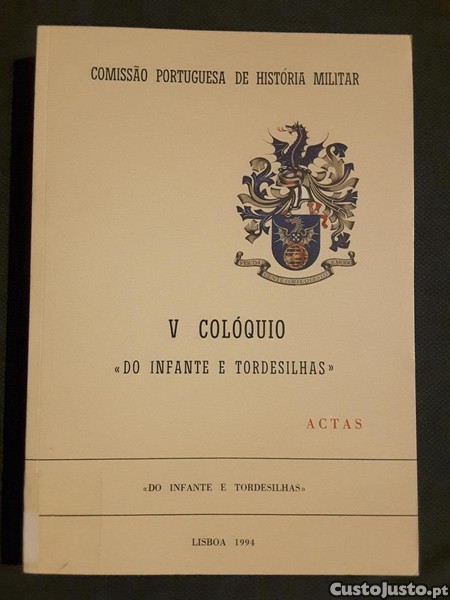 COMISSÃO PORTUGUESA DE HISTÓRIA MILITAR
V COLÓQUIO
«DO INFANTE E TORDESILHAS»
ACTAS
«DO INFANTE E TORDESILHAS»
LISBOA 1994
CustoJusto.pt